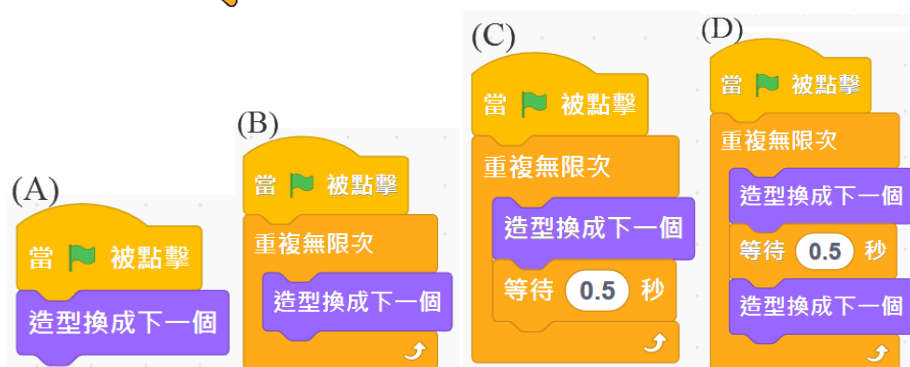 (A)
當 被點擊
造型換成下一個
(B)
當 被點擊
重複無限次
造型換成下一個
(C)
當 被點擊
重複無限次
造型換成下一個
等待 0.5 秒
(D)
當 被點擊
重複無限次
造型換成下一個
等待 0.5 秒
造型換成下一個